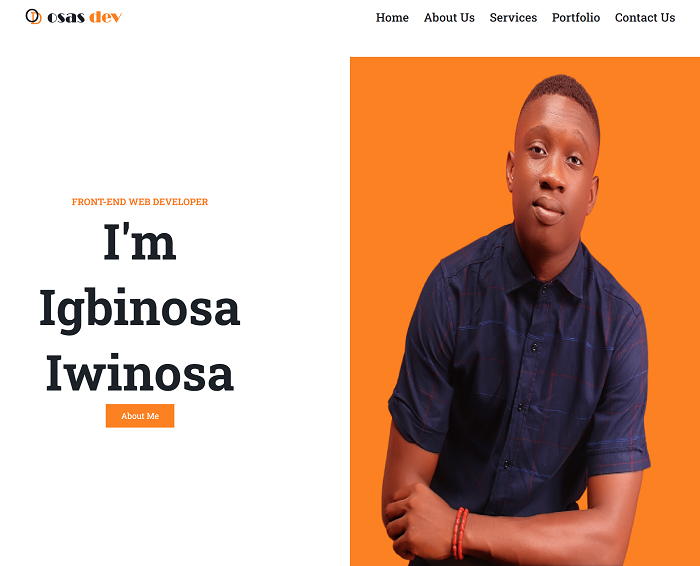 osas dev
Home About Us Services Portfolio Contact Us
FRONT-END WEB DEVELOPER
I'm
Igbinosa
Iwinosa
About Me